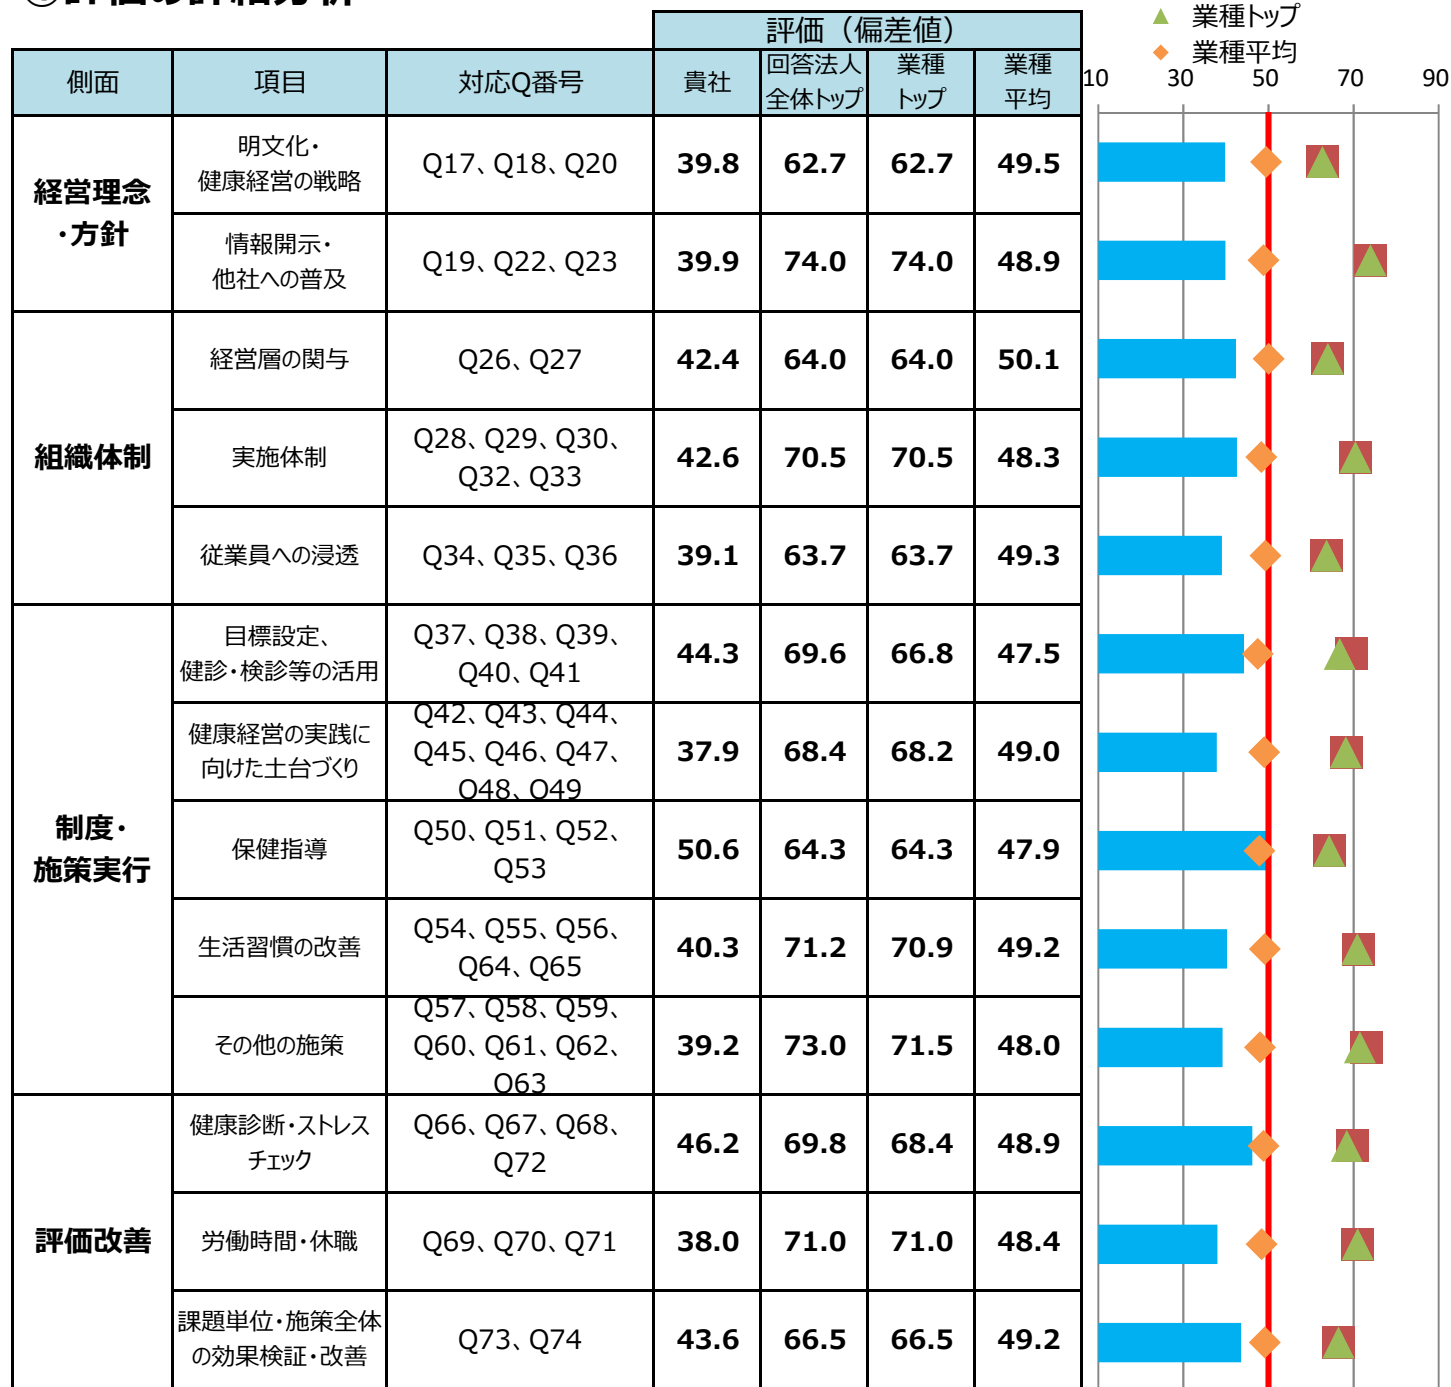 ▲ 業種トップ
◆ 業種平均
評価（偏差値）
側面 項目 対応Q番号 貴社 回答法人全体トップ 業種トップ 業種平均
10 30 50 70 90
経営理念
・方針
明文化・
健康経営の戦略
Q17、Q18、Q20
39.8 62.7 62.7 49.5
情報開示・
他社への普及
Q19、Q22、Q23
39.9 74.0 74.0 48.9
組織体制
経営層の関与
Q26、Q27
42.4 64.0 64.0 50.1
実施体制
Q28、Q29、Q30、
Q32、Q33
42.6 70.5 70.5 48.3
従業員への浸透
Q34、Q35、Q36
39.1 63.7 63.7 49.3
制度・
施策実行
目標設定、
健診・検診等の活用
Q37、Q38、Q39、
Q40、Q41
44.3 69.6 66.8 47.5
健康経営の実践に
向けた土台づくり
Q42、Q43、Q44、
Q45、Q46、Q47、
Q48、Q49
37.9 68.4 68.2 49.0
保健指導
Q50、Q51、Q52、
Q53
50.6 64.3 64.3 47.9
生活習慣の改善
Q54、Q55、Q56、
Q64、Q65
40.3 71.2 70.9 49.2
その他の施策
Q57、Q58、Q59、
Q60、Q61、Q62、
Q63
39.2 73.0 71.5 48.0
評価改善
健康診断・ストレス
チェック
Q66、Q67、Q68、
Q72
46.2 69.8 68.4 48.9
労働時間・休職
Q69、Q70、Q71
38.0 71.0 71.0 48.4
課題単位・施策全体
の効果検証・改善
Q73、Q74
43.6 66.5 66.5 49.2